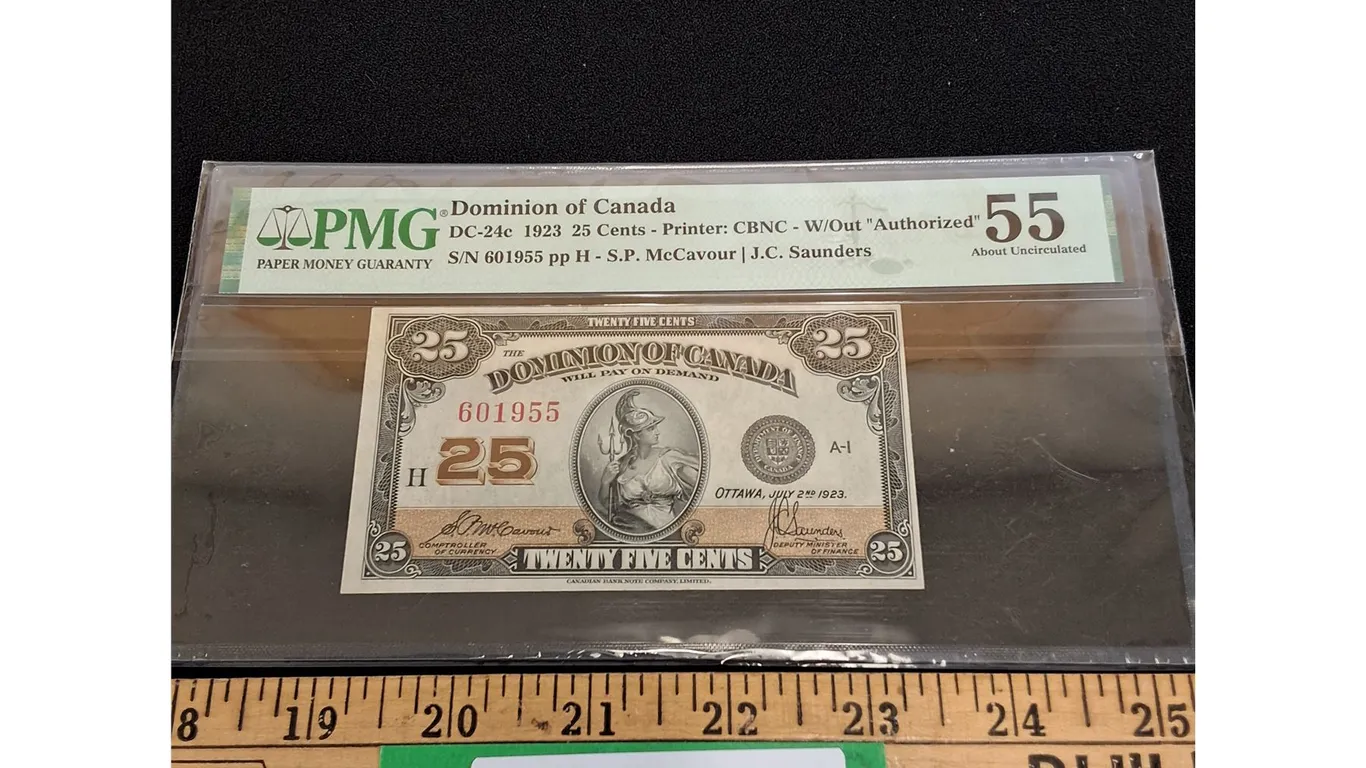 PMG®
PAPER MONEY GUARANTY
Dominion of Canada
DC-24c 1923 25 Cents - Printer: CBNC - W/Out "Authorized"
S/N 601955 pp H - S.P. McCavour | J.C. Saunders
55
About Uncirculated
TWENTY FIVE CENTS
25
25
THE
DOMINION OF CANADA
WILL PAY ON DEMAND
601955
H 25
A-1
OTTAWA, JULY 2ND 1923.
S.P. McCavour
COMPTROLLER
OF CURRENCY
J.C. Saunders
DEPUTY MINISTER
OF FINANCE
25
TWENTY FIVE CENTS
25
CANADIAN BANK NOTE COMPANY, LIMITED.
8 19 20 21 22 23 24 25